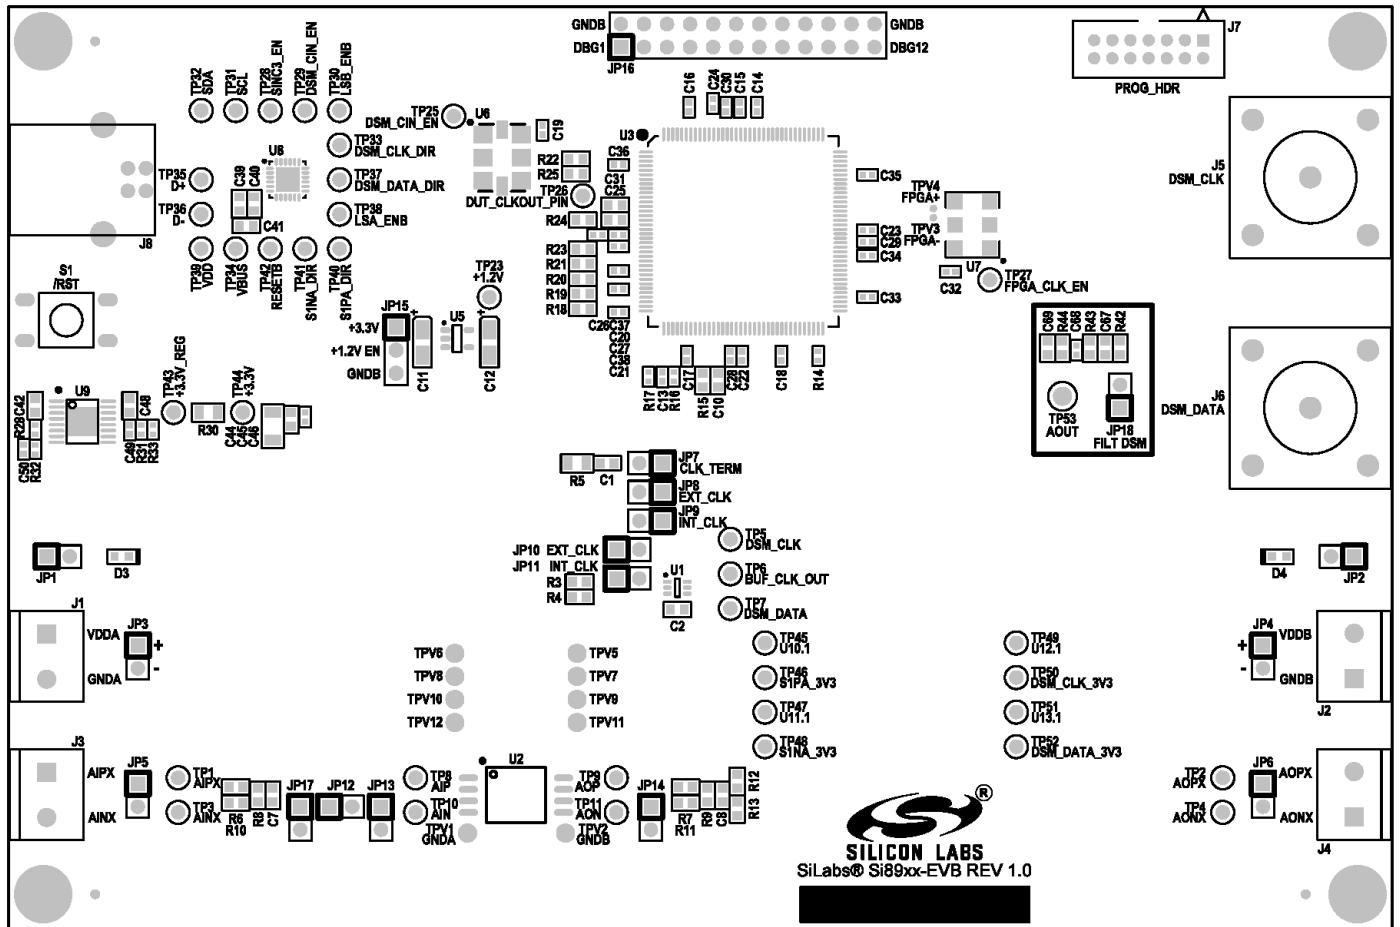 GNDB
GNDB
DBG1
DBG12
JP16
J7
PROG_HDR
TP32
SDA
TP31
SCL
TP28
SINC3_EN
TP29
DSM_CIN_EN
TP30
LSB_ENB
TP25
DSM_CIN_EN
U6
C19
C16
C24
C30
C15
C14
U3
TP33
DSM_CLK_DIR
TP37
DSM_DATA_DIR
TP38
LSA_ENB
U8
C39
C40
C41
TP35
D+
TP36
D-
J8
TP39
VDD
TP34
VBUS
TP42
RESETB
TP41
S1NA_DIR
TP40
S1PA_DIR
R22
R25
TP26
DUT_CLKOUT_PIN
C36
C31
C25
R24
R23
R21
R20
R19
R18
C26
C37
C20
C27
C38
C21
C35
C23
C29
C34
C33
TPV4
FPGA+
TPV3
FPGA-
U7
C32
TP27
FPGA_CLK_EN
J5
DSM_CLK
S1
/RST
TP23
+1.2V
JP15
+3.3V
+1.2V EN
GNDB
+
U5
+
C11
C12
R17
C13
R16
C17
R15
C10
C28
C22
C18
R14
C69
R44
C68
R43
C67
R42
TP53
AOUT
JP18
FILT DSM
J6
DSM_DATA
TP43
+3.3V_REG
TP44
+3.3V
U9
C42
R28
C50
R32
C48
C49
R31
R33
R30
C44
C45
C46
R5
C1
JP7
CLK_TERM
JP8
EXT_CLK
JP9
INT_CLK
JP10 EXT_CLK
JP11 INT_CLK
R3
R4
U1
C2
TP5
DSM_CLK
TP6
BUF_CLK_OUT
TP7
DSM_DATA
JP1
D3
D4
JP2
J1
VDDA
GNDA
JP3
+
-
TPV6
TPV8
TPV10
TPV12
TPV5
TPV7
TPV9
TPV11
TP45
U10.1
TP46
S1PA_3V3
TP47
U11.1
TP48
S1NA_3V3
TP49
U12.1
TP50
DSM_CLK_3V3
TP51
U13.1
TP52
DSM_DATA_3V3
JP4
+
-
VDDB
GNDB
J2
J3
AIPX
AINX
JP5
TP1
AIPX
TP3
AINX
R6
R10
R8
C7
JP17
JP12
JP13
TP8
AIP
TP10
AIN
TPV1
GNDA
U2
TP9
AOP
TP11
AON
TPV2
GNDB
JP14
R7
R11
R9
C8
R12
R13
TP2
AOPX
TP4
AONX
JP6
AOPX
AONX
J4
®
SILICON LABS
SiLabs® Si89xx-EVB REV 1.0